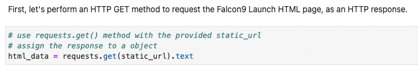 First, let's perform an HTTP GET method to request the Falcon9 Launch HTML page, as an HTTP response.
# use requests.get() method with the provided static_url
# assign the response to a object
html_data = requests.get(static_url).text